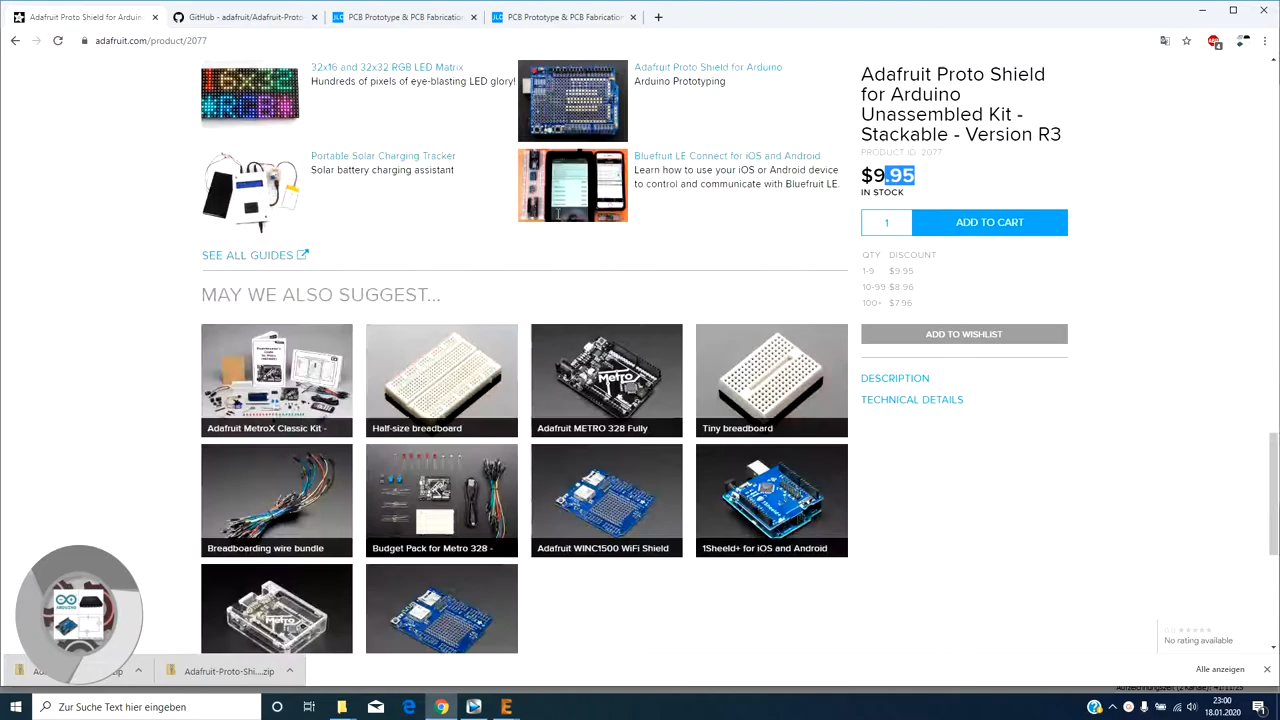 Adafruit Proto Shield for Arduin
GitHub - adafruit/Adafruit-Proto
PCB Prototype & PCB Fabrication
PCB Prototype & PCB Fabrication
adafruit.com/product/2077
32x16 and 32x32 RGB LED Matrix
Hundreds of pixels of eye-blasting LED glory!
Adafruit Proto Shield for Arduino
Arduino Prototyping
Portable Solar Charging Tracker
Solar battery charging assistant
Bluefruit LE Connect for iOS and Android
Learn how to use your iOS or Android device
to control and communicate with Bluefruit LE.
SEE ALL GUIDES
MAY WE ALSO SUGGEST...
Adafruit MetroX Classic Kit -
Half-size breadboard
Adafruit METRO 328 Fully
Tiny breadboard
Breadboarding wire bundle
Budget Pack for Metro 328 -
Adafruit WINC1500 WiFi Shield
1Sheeld+ for iOS and Android
Adafruit Proto Shield
for Arduino
Unassembled Kit -
Stackable - Version R3
PRODUCT ID: 2077
$9.95
IN STOCK
1
ADD TO CART
QTY DISCOUNT
1-9 $9.95
10-99 $8.96
100+ $7.96
ADD TO WISHLIST
DESCRIPTION
TECHNICAL DETAILS
No rating available
Adafruit-Proto-Shi....zip
Alle anzeigen
ARDUINO
Zur Suche Text hier eingeben
23:00
18.01.2020